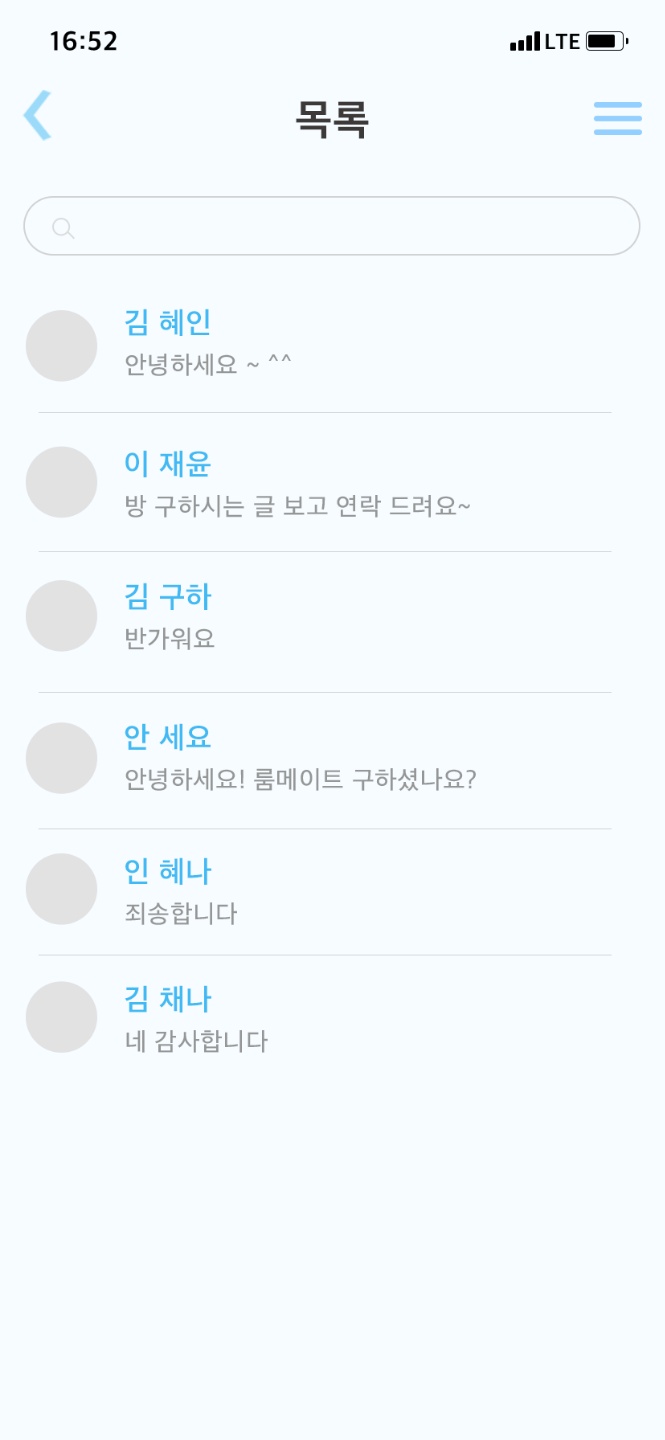 16:52 LTE
목록
김 혜인
안녕하세요 ~ ^^
이 재윤
방 구하시는 글 보고 연락 드려요~
김 구하
반가워요
안 세요
안녕하세요! 룸메이트 구하셨나요?
인 혜나
죄송합니다
김 채나
네 감사합니다